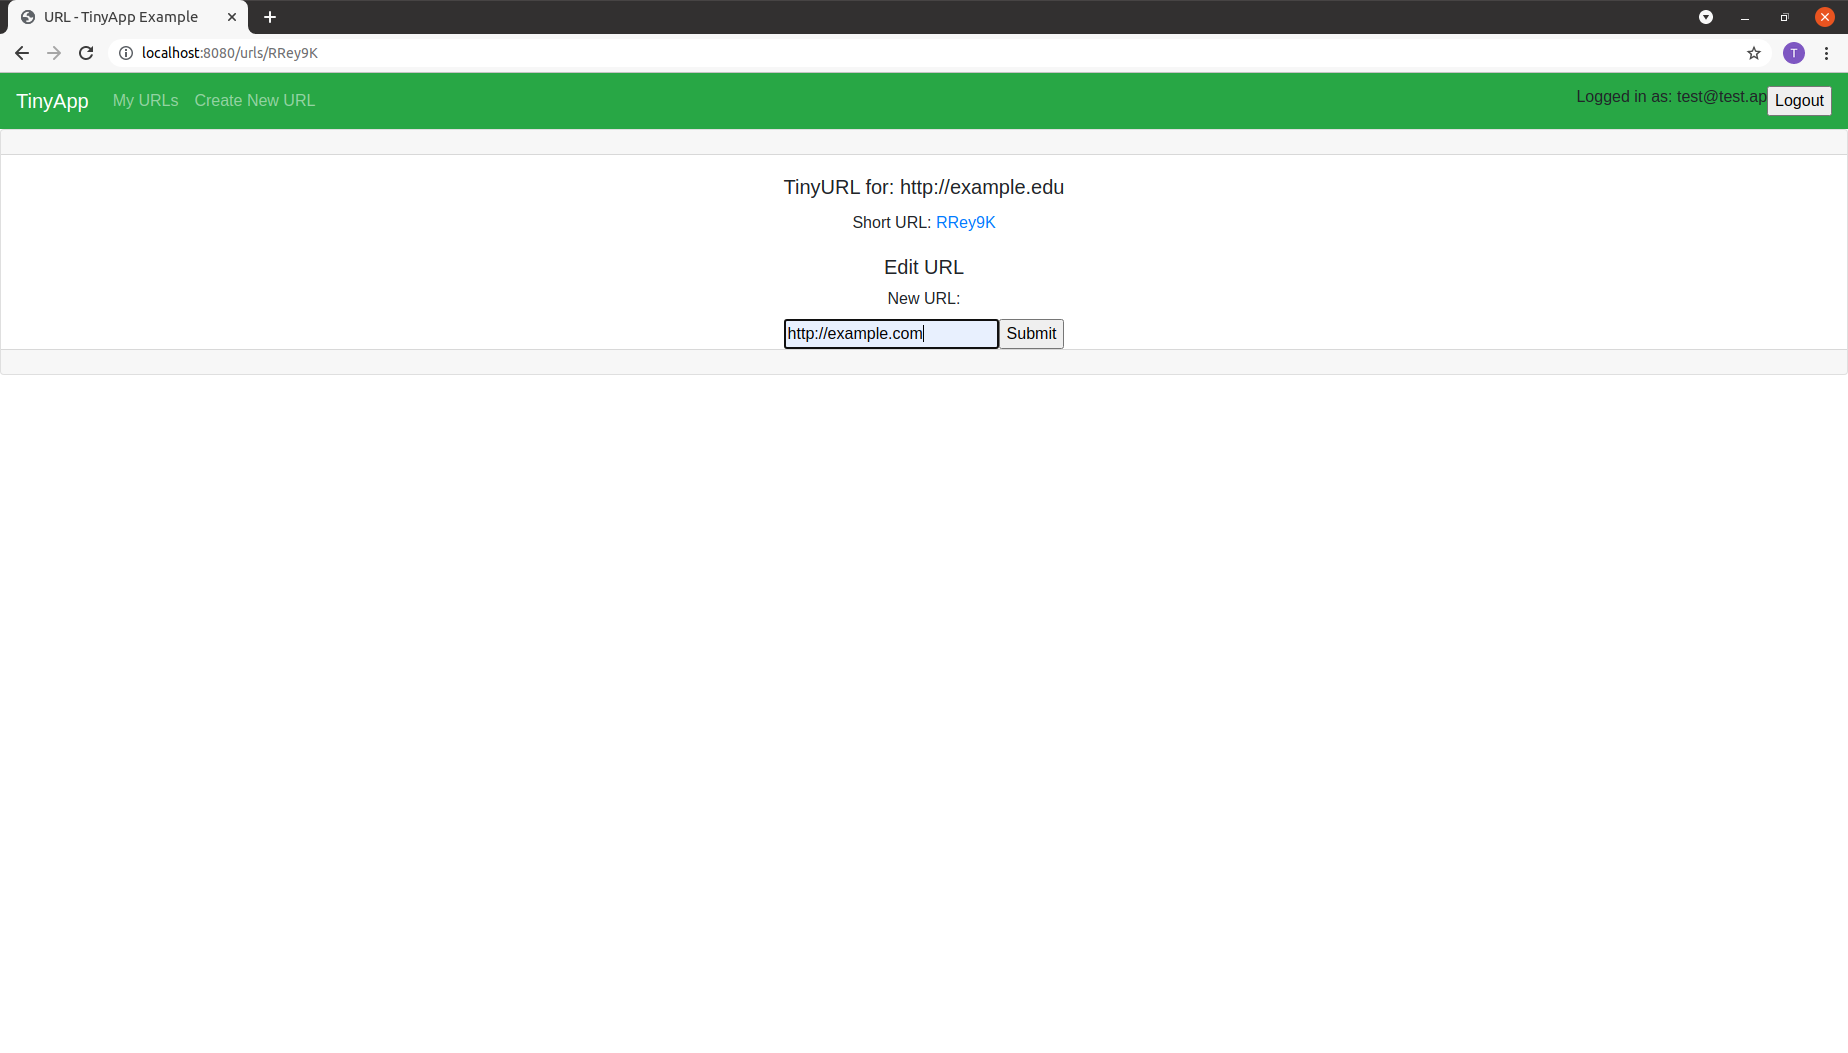 URL - TinyApp Example
localhost:8080/urls/RRey9K
T
TinyApp My URLs Create New URL Logged in as: test@test.ap Logout
TinyURL for: http://example.edu
Short URL: RRey9K
Edit URL
New URL:
http://example.com Submit